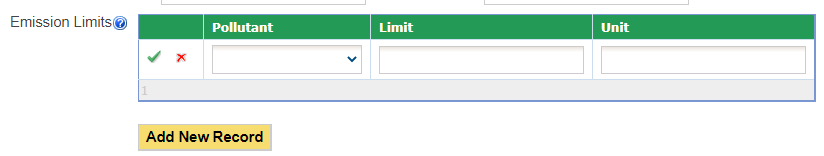 Emission Limits
Pollutant Limit Unit
1
Add New Record